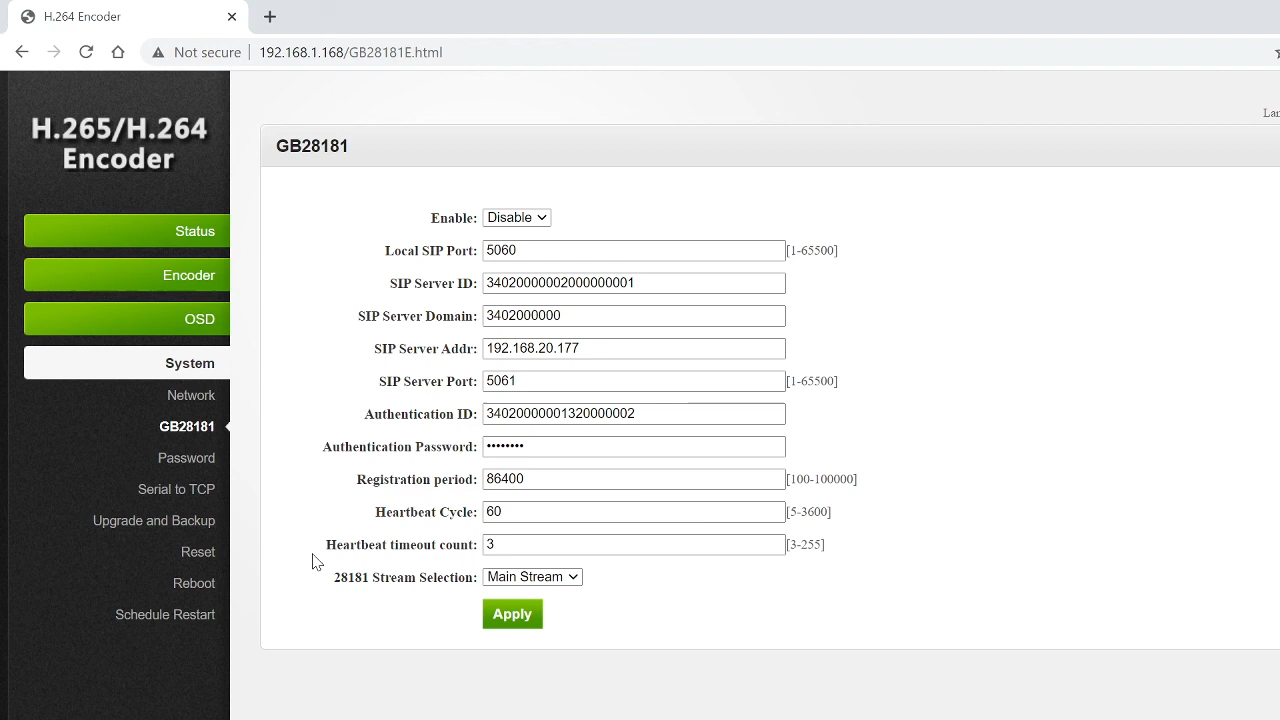 H.264 Encoder
Not secure 192.168.1.168/GB28181E.html
H.265/H.264
Encoder
Status
Encoder
OSD
System
Network
GB28181
Password
Serial to TCP
Upgrade and Backup
Reset
Reboot
Schedule Restart
Lan
GB28181
Enable: Disable
Local SIP Port: 5060 [1-65500]
SIP Server ID: 34020000002000000001
SIP Server Domain: 3402000000
SIP Server Addr: 192.168.20.177
SIP Server Port: 5061 [1-65500]
Authentication ID: 34020000001320000002
Authentication Password: ••••••••
Registration period: 86400 [100-100000]
Heartbeat Cycle: 60 [5-3600]
Heartbeat timeout count: 3 [3-255]
28181 Stream Selection: Main Stream
Apply